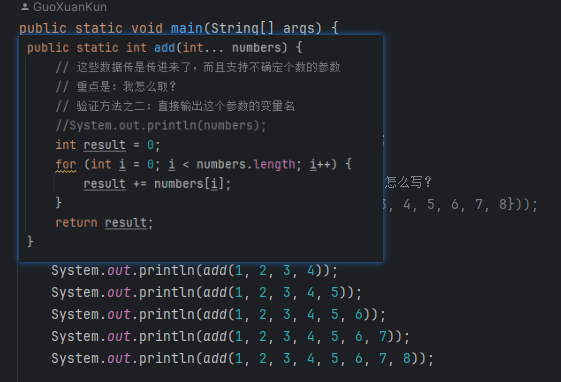 GuoXuanKun
public static void main(String[] args) {
public static int add(int... numbers) {
// 这些数据传是传进来了，而且支持不确定个数的参数
// 重点是：我怎么取？
// 验证方法之二：直接输出这个参数的变量名
//System.out.println(numbers);
int result = 0;
for (int i = 0; i < numbers.length; i++) {
result += numbers[i];
}
return result;
}
;
怎么写？
3, 4, 5, 6, 7, 8}));
System.out.println(add(1, 2, 3, 4));
System.out.println(add(1, 2, 3, 4, 5));
System.out.println(add(1, 2, 3, 4, 5, 6));
System.out.println(add(1, 2, 3, 4, 5, 6, 7));
System.out.println(add(1, 2, 3, 4, 5, 6, 7, 8));